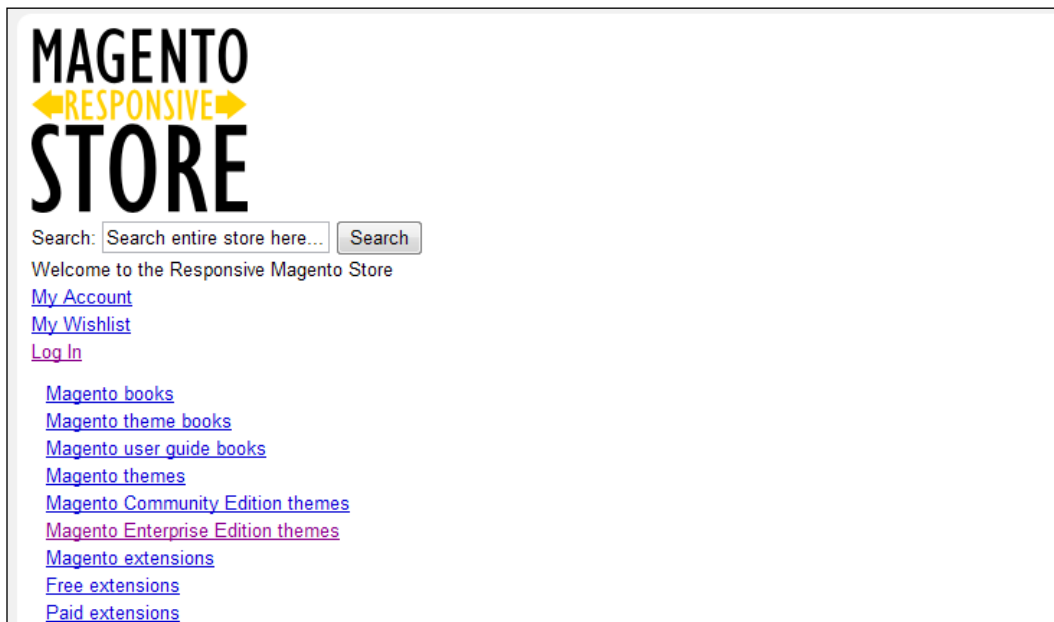 MAGENTO
RESPONSIVE
STORE
Search: Search entire store here... Search
Welcome to the Responsive Magento Store
My Account
My Wishlist
Log In
Magento books
Magento theme books
Magento user guide books
Magento themes
Magento Community Edition themes
Magento Enterprise Edition themes
Magento extensions
Free extensions
Paid extensions